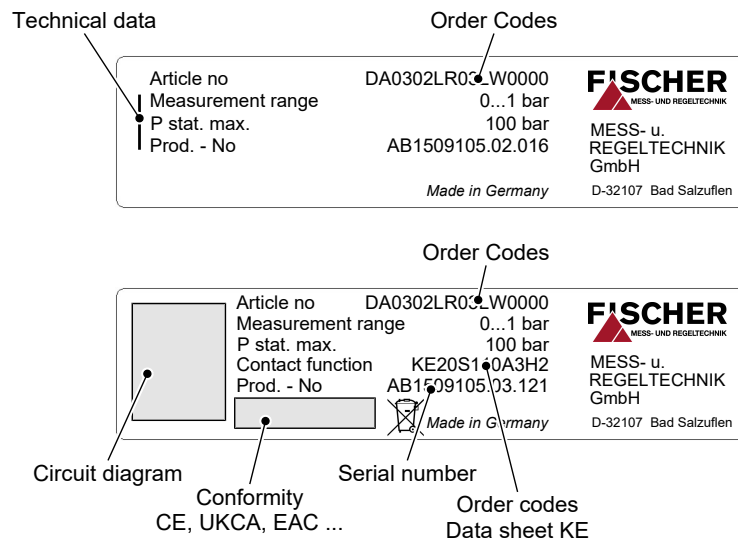 Technical data
Order Codes
Article no
Measurement range 0...1 bar
P stat. max. 100 bar
Prod. - No AB1509105.02.016
Made in Germany
FISCHER
MESS- UND REGELTECHNIK
MESS- u.
REGELTECHNIK
GmbH
D-32107 Bad Salzuflen
Order Codes
Article no
Measurement range 0...1 bar
P stat. max. 100 bar
Contact function
Prod. - No AB1509105.03.121
Made in Germany
FISCHER
MESS- UND REGELTECHNIK
MESS- u.
REGELTECHNIK
GmbH
D-32107 Bad Salzuflen
Circuit diagram
Conformity
CE, UKCA, EAC ...
Serial number
Order codes
Data sheet KE